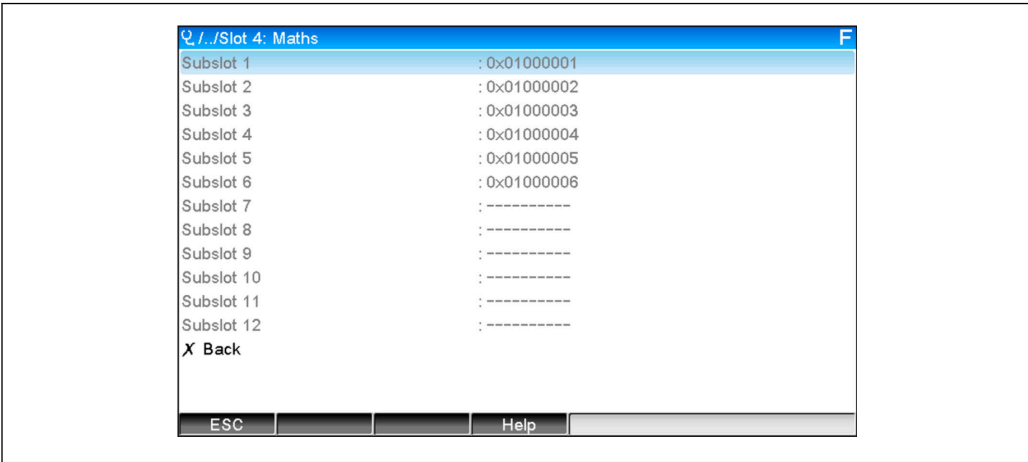 /../Slot 4: Maths F
Subslot 1 : 0x01000001
Subslot 2 : 0x01000002
Subslot 3 : 0x01000003
Subslot 4 : 0x01000004
Subslot 5 : 0x01000005
Subslot 6 : 0x01000006
Subslot 7 : ----------
Subslot 8 : ----------
Subslot 9 : ----------
Subslot 10 : ----------
Subslot 11 : ----------
Subslot 12 : ----------
X Back
ESC Help